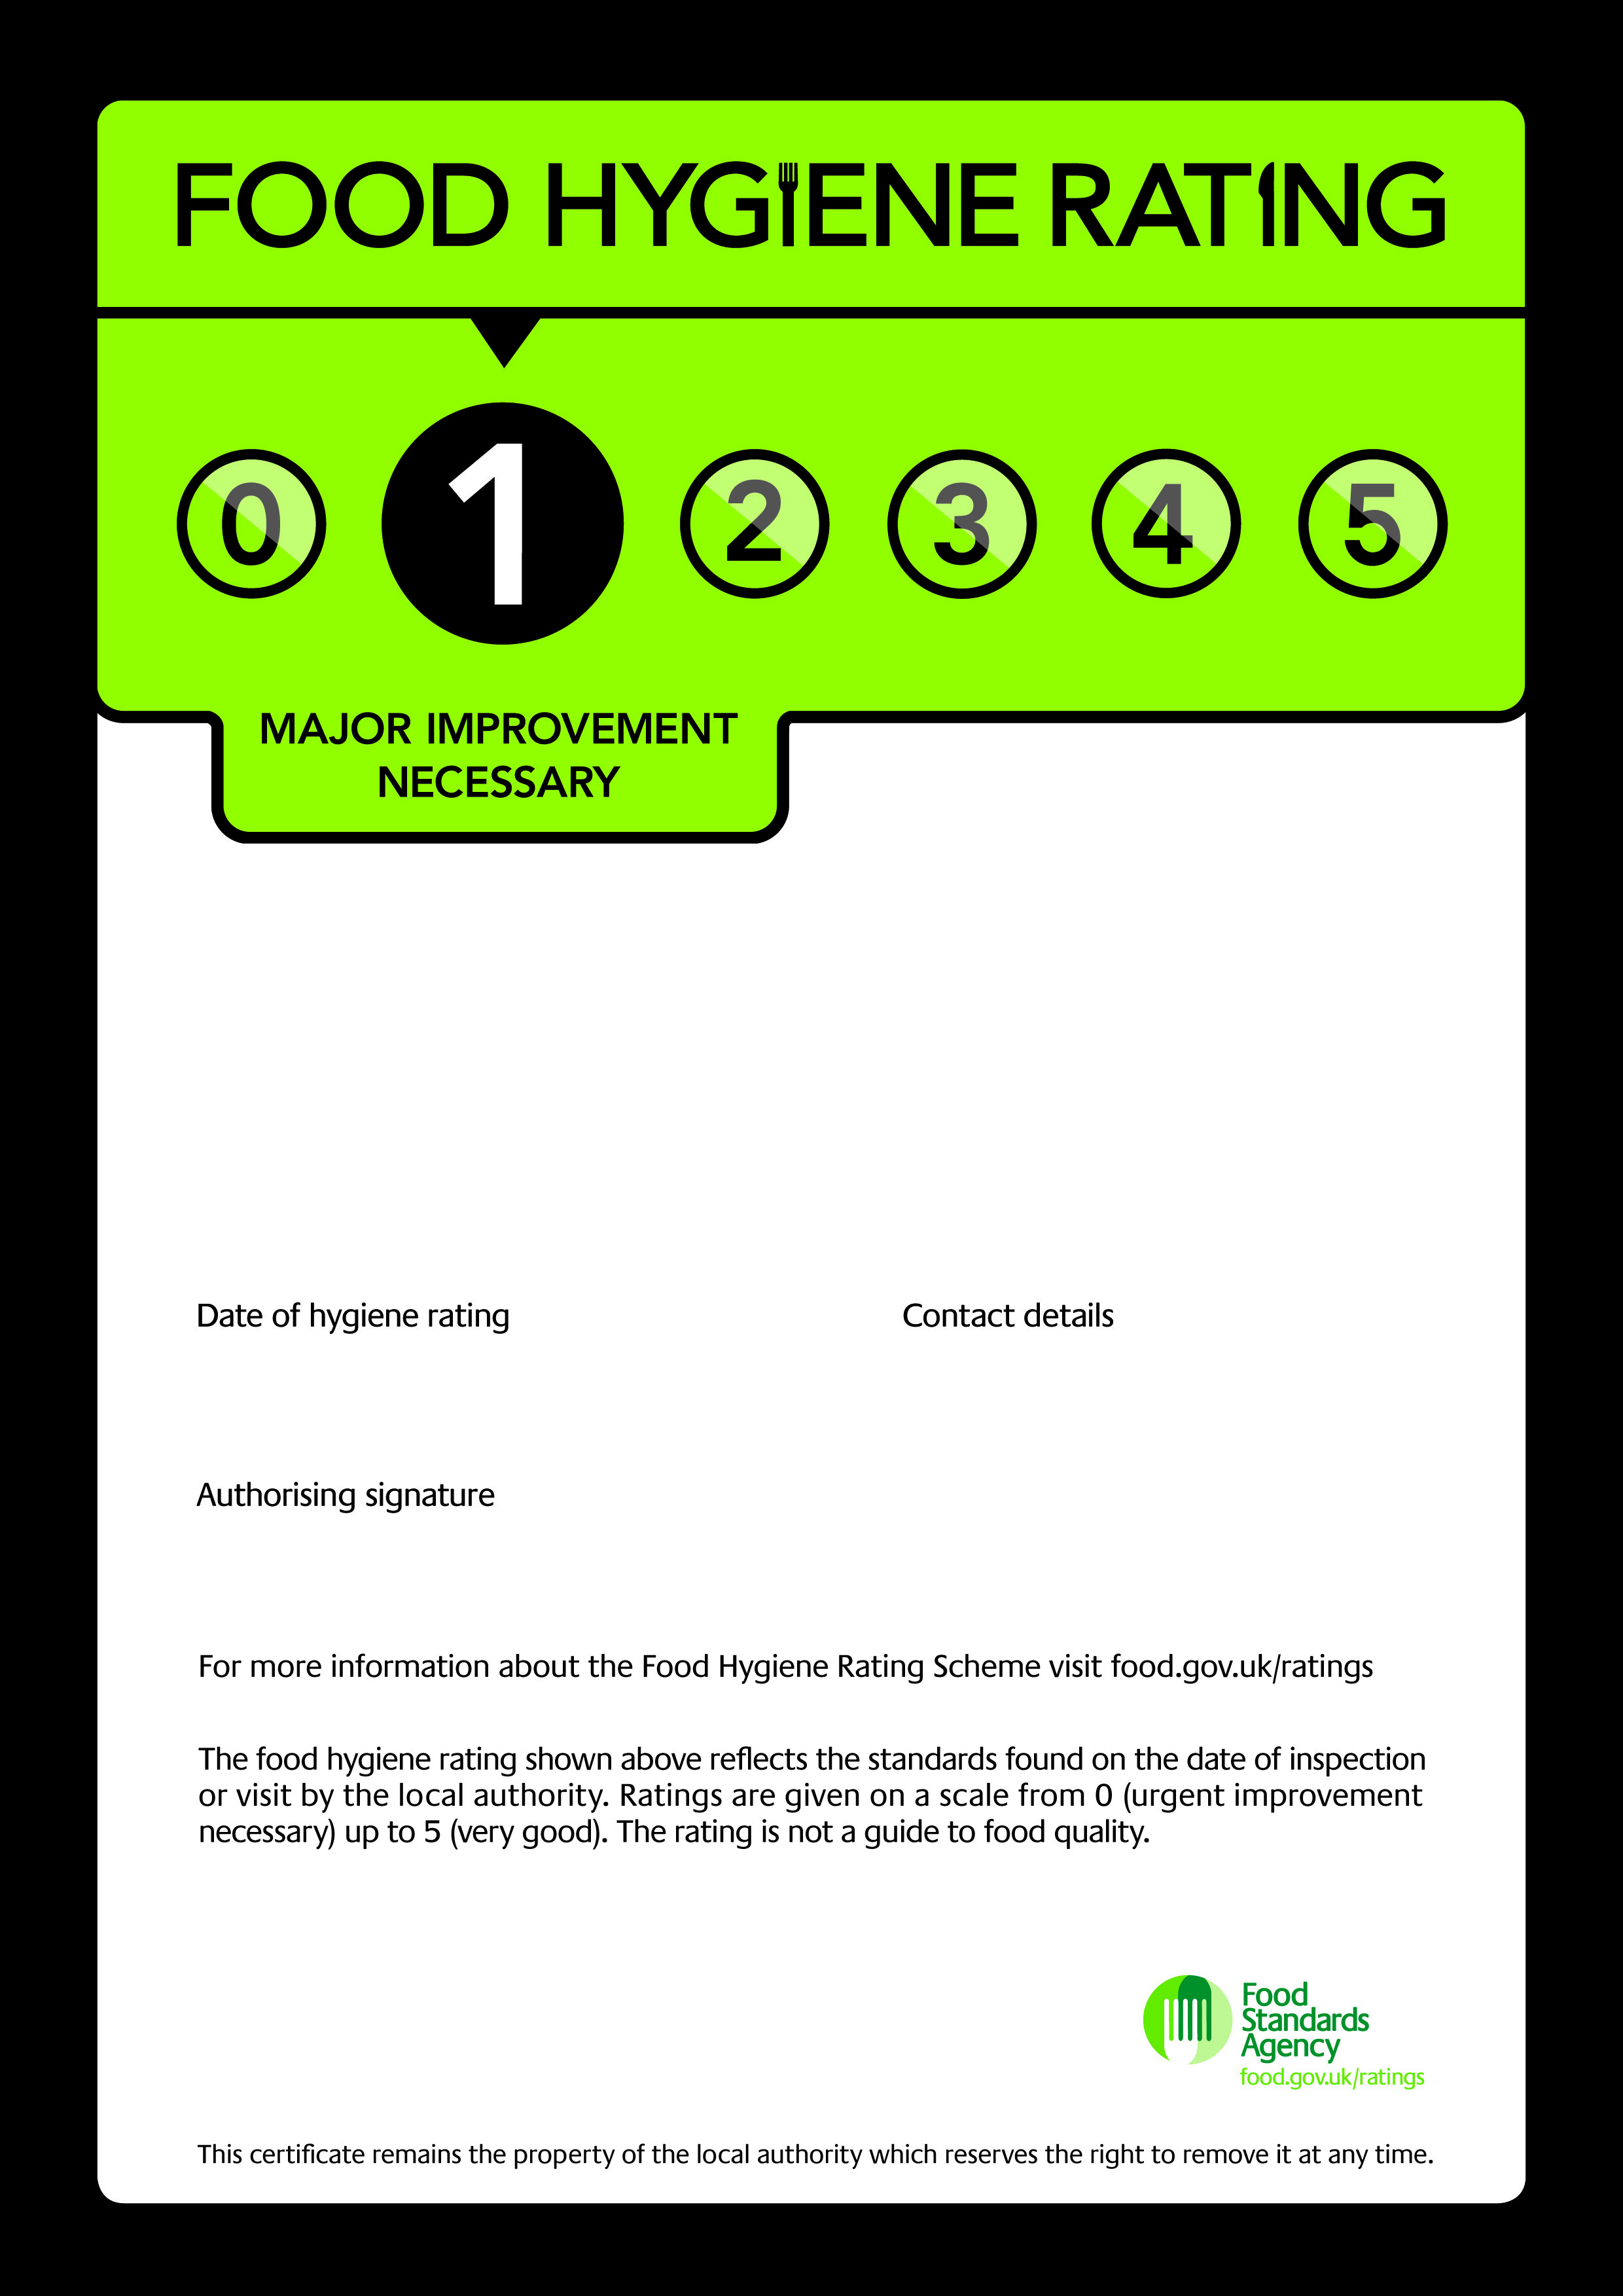 FOOD HYGIENE RATING
0 1 2 3 4 5
MAJOR IMPROVEMENT
NECESSARY
Date of hygiene rating
Contact details
Authorising signature
For more information about the Food Hygiene Rating Scheme visit food.gov.uk/ratings
The food hygiene rating shown above reflects the standards found on the date of inspection
or visit by the local authority. Ratings are given on a scale from 0 (urgent improvement
necessary) up to 5 (very good). The rating is not a guide to food quality.
Food
Standards
Agency
food.gov.uk/ratings
This certificate remains the property of the local authority which reserves the right to remove it at any time.